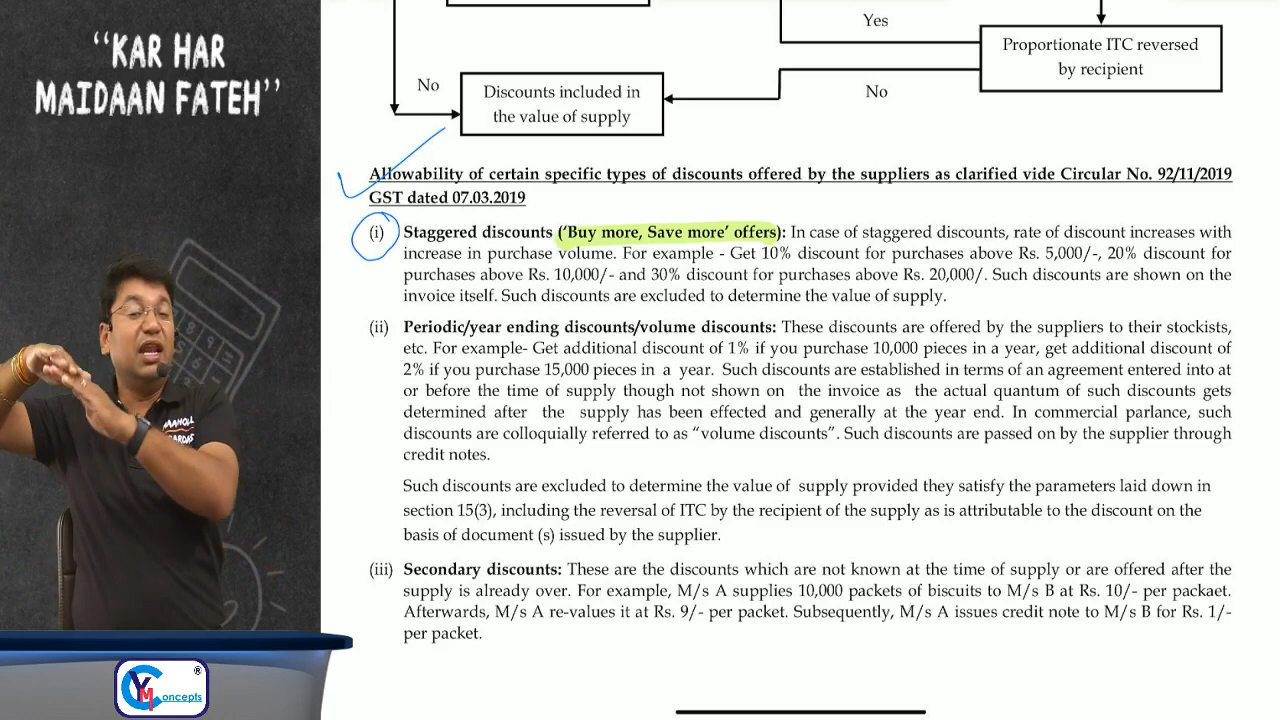 “KAR HAR
MAIDAAN FATEH”
Yes
Proportionate ITC reversed
by recipient
No
Discounts included in
the value of supply
No
Allowability of certain specific types of discounts offered by the suppliers as clarified vide Circular No. 92/11/2019
GST dated 07.03.2019
(i) Staggered discounts (‘Buy more, Save more’ offers): In case of staggered discounts, rate of discount increases with
increase in purchase volume. For example - Get 10% discount for purchases above Rs. 5,000/-, 20% discount for
purchases above Rs. 10,000/- and 30% discount for purchases above Rs. 20,000/. Such discounts are shown on the
invoice itself. Such discounts are excluded to determine the value of supply.
(ii) Periodic/year ending discounts/volume discounts: These discounts are offered by the suppliers to their stockists,
etc. For example- Get additional discount of 1% if you purchase 10,000 pieces in a year, get additional discount of
2% if you purchase 15,000 pieces in a year. Such discounts are established in terms of an agreement entered into at
or before the time of supply though not shown on the invoice as the actual quantum of such discounts gets
determined after the supply has been effected and generally at the year end. In commercial parlance, such
discounts are colloquially referred to as “volume discounts”. Such discounts are passed on by the supplier through
credit notes.
Such discounts are excluded to determine the value of supply provided they satisfy the parameters laid down in
section 15(3), including the reversal of ITC by the recipient of the supply as is attributable to the discount on the
basis of document (s) issued by the supplier.
(iii) Secondary discounts: These are the discounts which are not known at the time of supply or are offered after the
supply is already over. For example, M/s A supplies 10,000 packets of biscuits to M/s B at Rs. 10/- per packaet.
Afterwards, M/s A re-values it at Rs. 9/- per packet. Subsequently, M/s A issues credit note to M/s B for Rs. 1/-
per packet.
YM Concepts ®